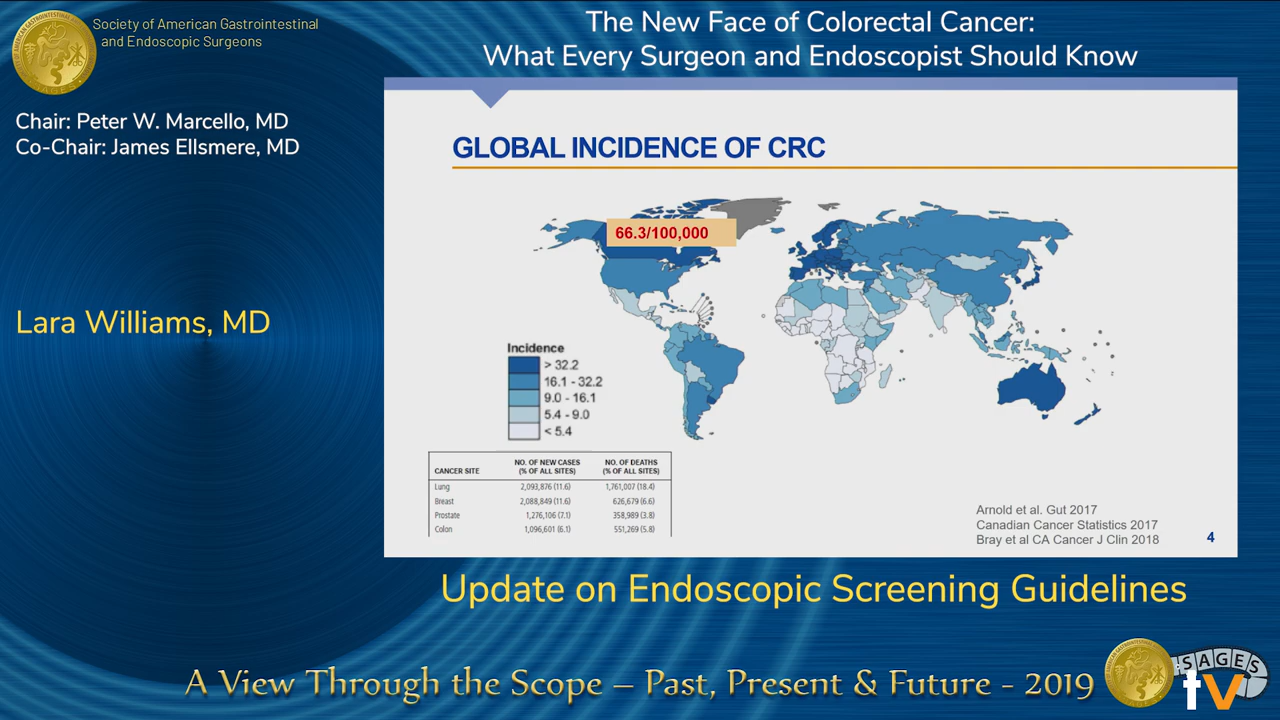 Society of American Gastrointestinal
and Endoscopic Surgeons
The New Face of Colorectal Cancer:
What Every Surgeon and Endoscopist Should Know
Chair: Peter W. Marcello, MD
Co-Chair: James Ellsmere, MD
Lara Williams, MD
GLOBAL INCIDENCE OF CRC
66.3/100,000
Incidence
> 32.2
16.1 - 32.2
9.0 - 16.1
5.4 - 9.0
< 5.4
CANCER SITE NO. OF NEW CASES (% OF ALL SITES) NO. OF DEATHS (% OF ALL SITES)
Lung 2,093,876 (11.6) 1,761,007 (18.4)
Breast 2,088,849 (11.6) 626,679 (6.6)
Prostate 1,276,106 (7.1) 358,989 (3.8)
Colon 1,096,601 (6.1) 551,269 (5.8)
Arnold et al. Gut 2017
Canadian Cancer Statistics 2017
Bray et al CA Cancer J Clin 2018
4
Update on Endoscopic Screening Guidelines
A View Through the Scope – Past, Present & Future - 2019
SAGES
tv